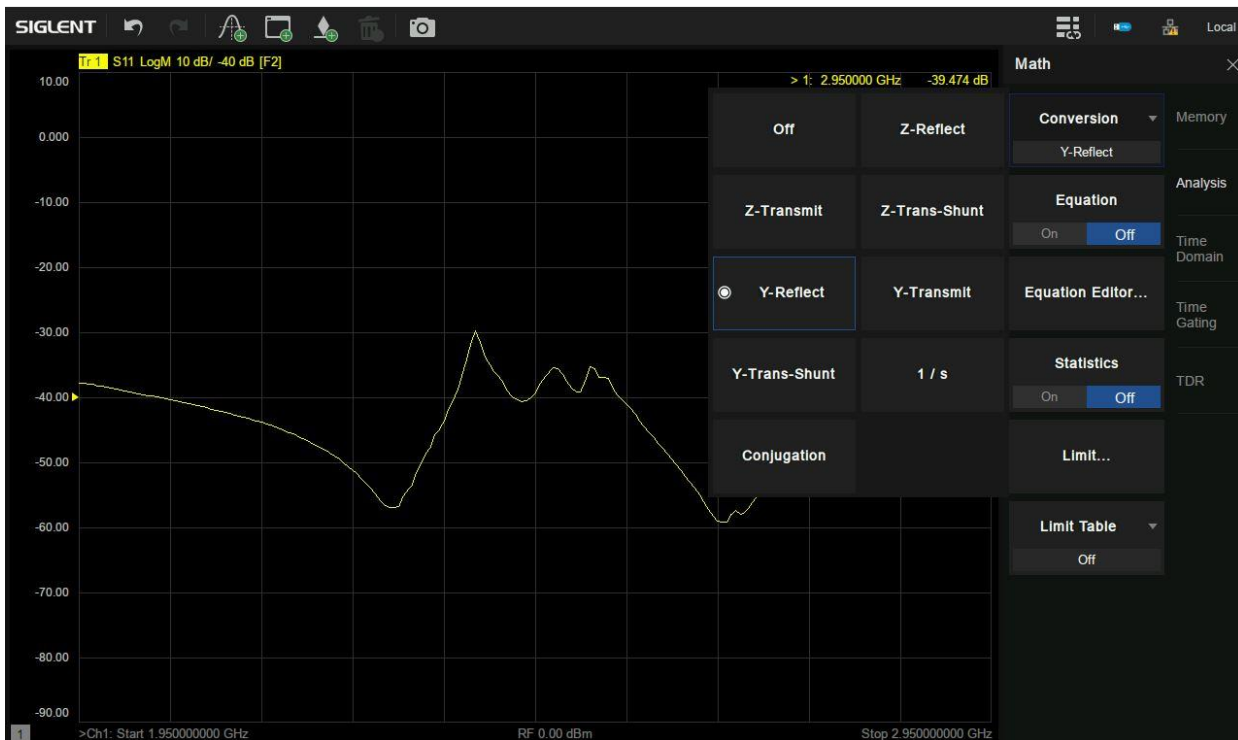 SIGLENT
Local
Tr 1 S11 LogM 10 dB/ -40 dB [F2]
> 1: 2.950000 GHz -39.474 dB
10.00
0.000
-10.00
-20.00
-30.00
-40.00
-50.00
-60.00
-70.00
-80.00
-90.00
Off
Z-Reflect
Z-Transmit
Z-Trans-Shunt
Y-Reflect
Y-Transmit
Y-Trans-Shunt
1 / s
Conjugation
Math
Conversion
Y-Reflect
Equation
On Off
Equation Editor...
Statistics
On Off
Limit...
Limit Table
Off
Memory
Analysis
Time
Domain
Time
Gating
TDR
1
>Ch1: Start 1.950000000 GHz
RF 0.00 dBm
Stop 2.950000000 GHz